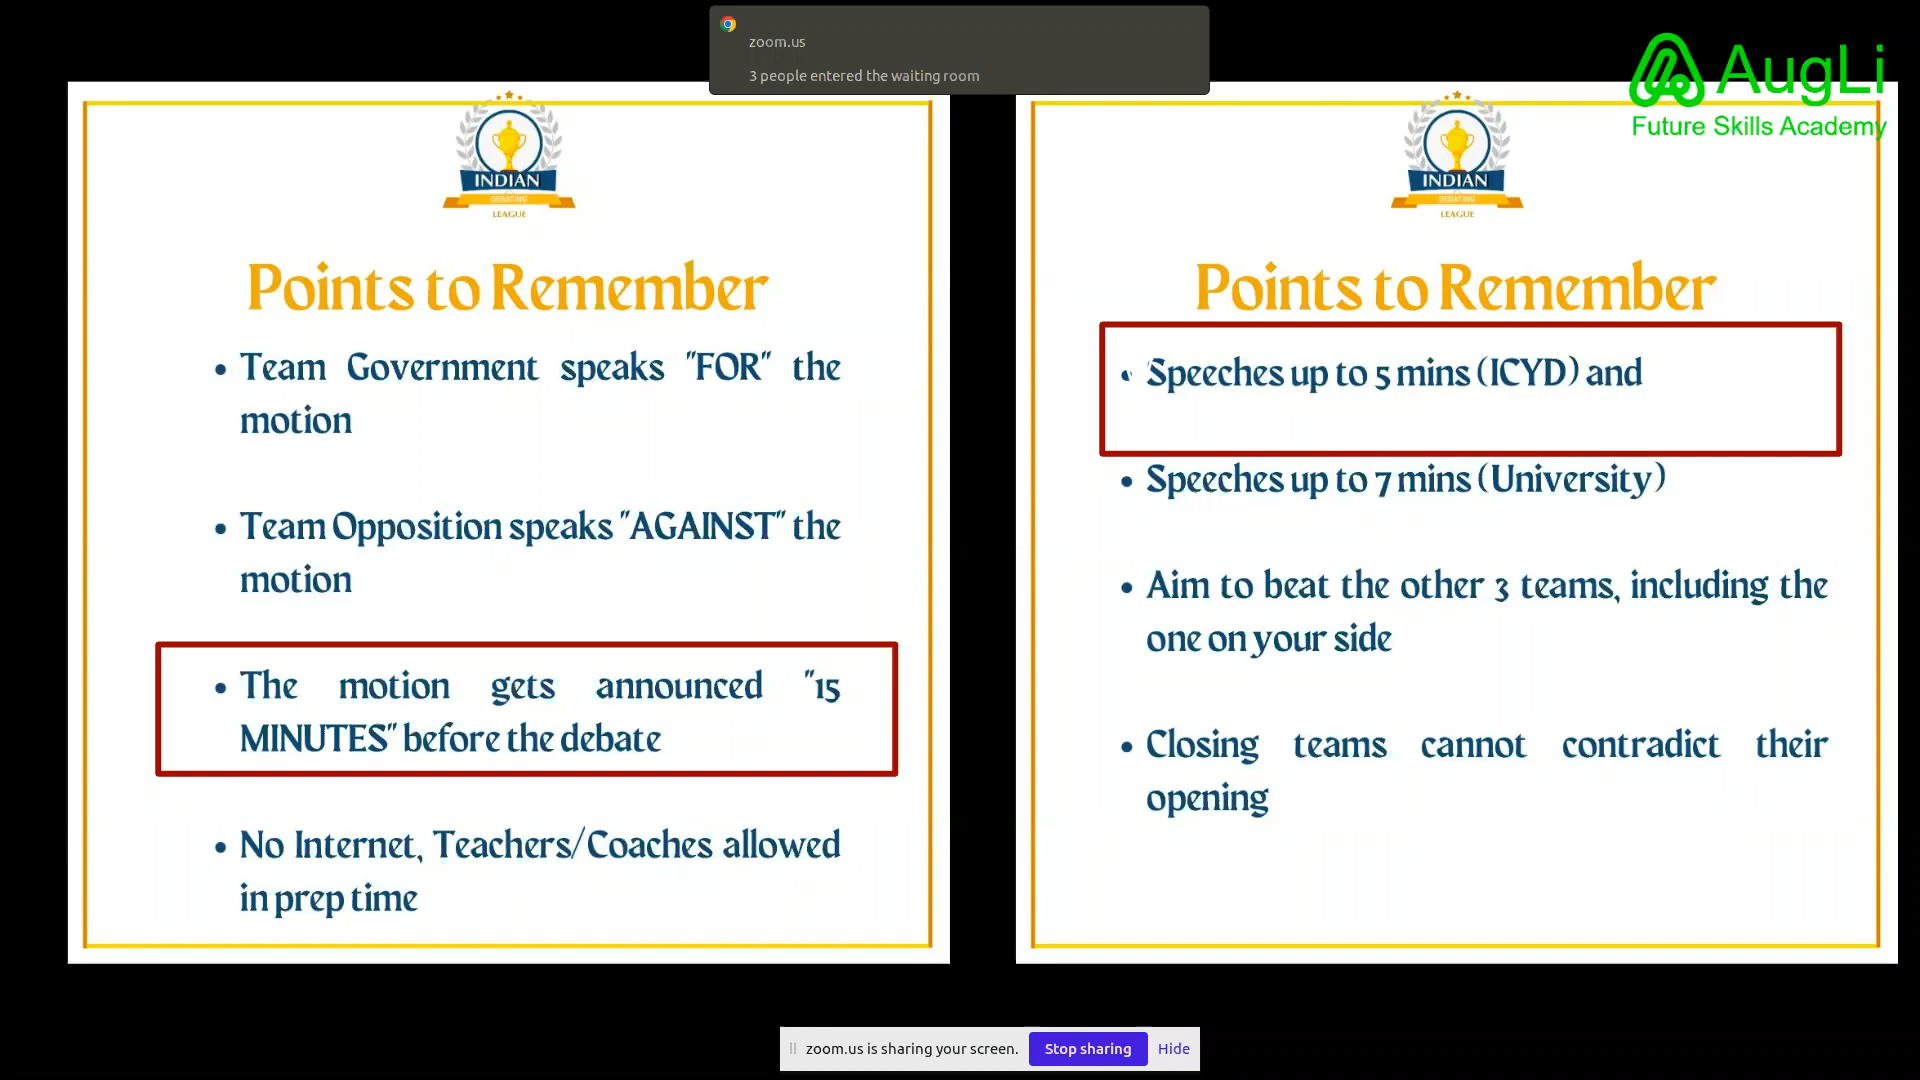 zoom.us
3 people entered the waiting room
AugLi
Future Skills Academy
INDIAN
DEBATING
LEAGUE
Points to Remember
• Team Government speaks "FOR" the
motion
• Team Opposition speaks "AGAINST" the
motion
• The motion gets announced "15
MINUTES" before the debate
• No Internet, Teachers/Coaches allowed
in prep time
INDIAN
DEBATING
LEAGUE
Points to Remember
• Speeches up to 5 mins (ICYD) and
• Speeches up to 7 mins (University)
• Aim to beat the other 3 teams, including the
one on your side
• Closing teams cannot contradict their
opening
zoom.us is sharing your screen.
Stop sharing
Hide